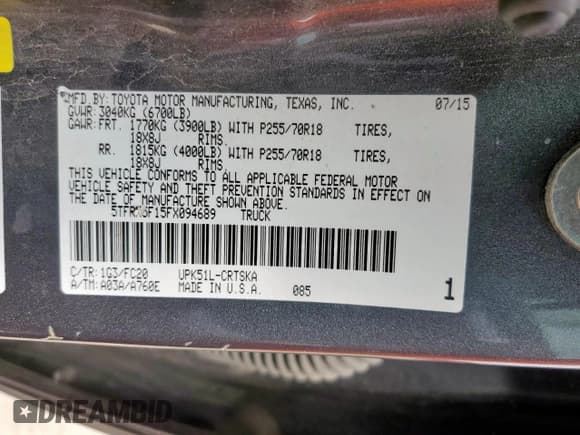 MFD.BY:TOYOTA MOTOR MANUFACTURING, TEXAS, INC. 07/15
GVWR:3040KG (6700LB)
GAWR:FRT. 1770KG (3900LB) WITH P255/70R18 TIRES,
18X8J RIMS.
RR. 1815KG (4000LB) WITH P255/70R18 TIRES,
18X8J RIMS.
THIS VEHICLE CONFORMS TO ALL APPLICABLE FEDERAL MOTOR
VEHICLE SAFETY AND THEFT PREVENTION STANDARDS IN EFFECT ON
THE DATE OF MANUFACTURE SHOWN ABOVE.
TRUCK
C/TR:1G3/FC20 UPK51L-CRTSKA
A/TM:A03A/A760E MADE IN U.S.A. 085 1
DREAMBID